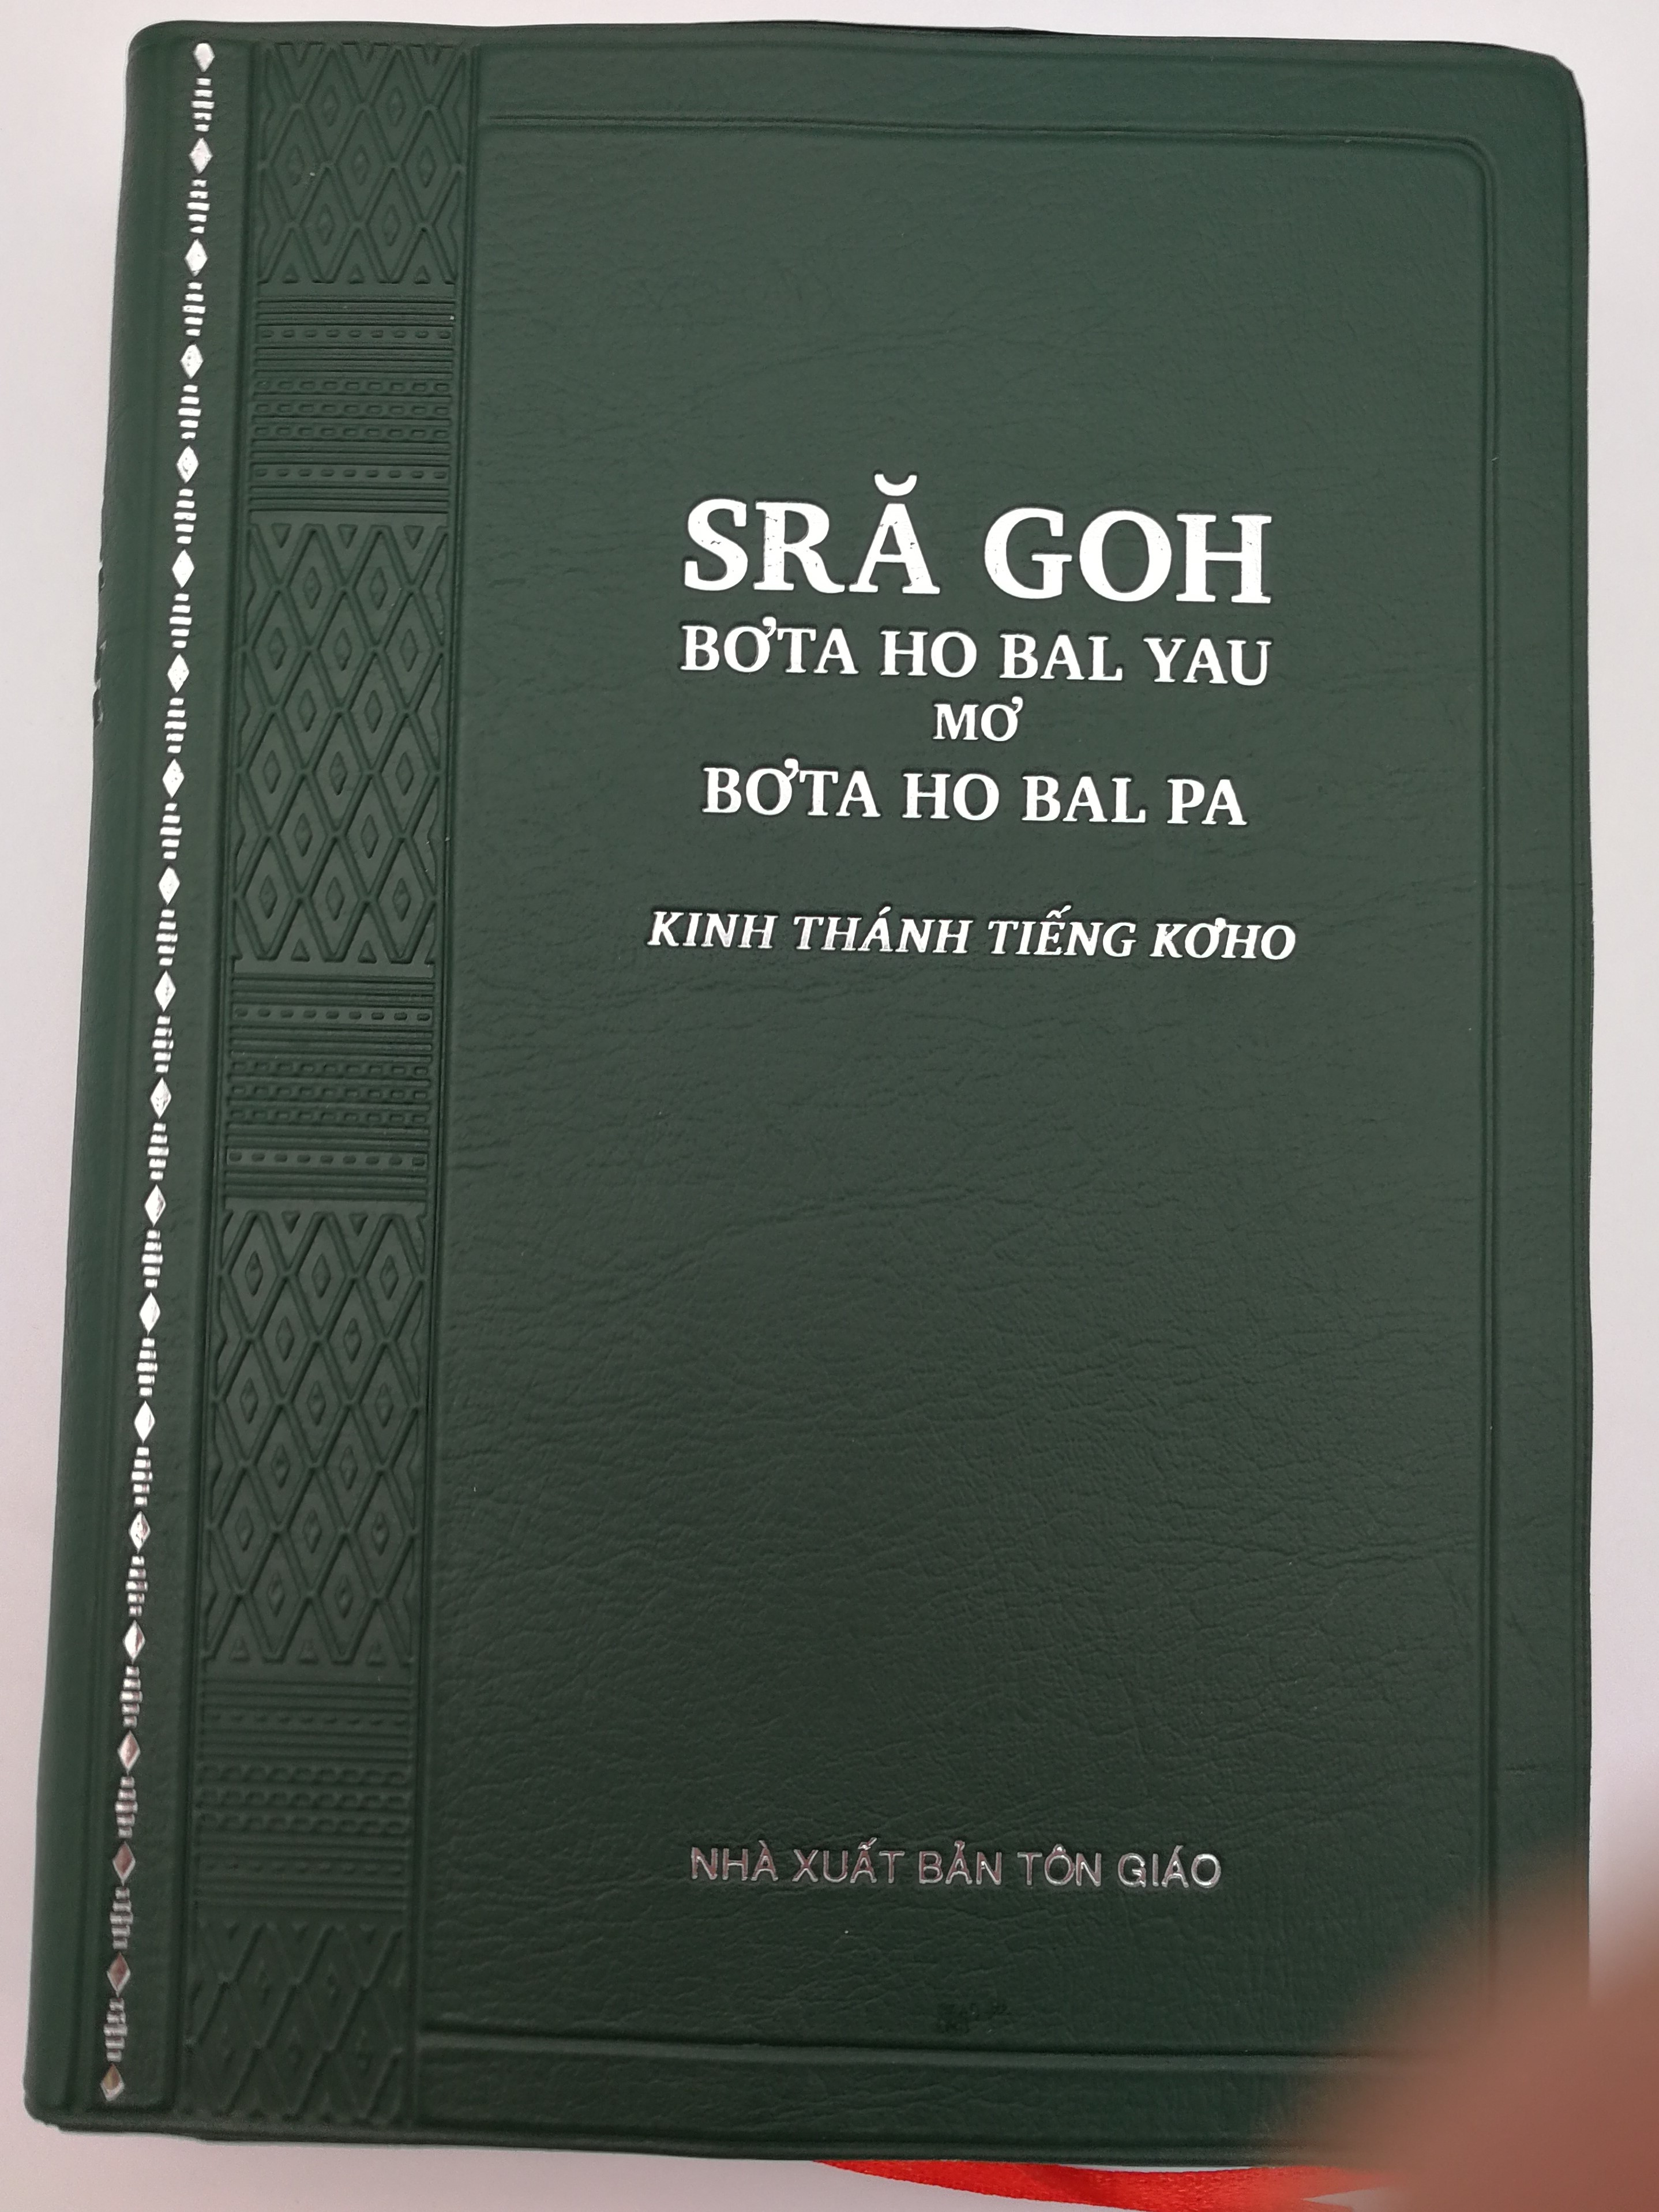 SRĂ GOH
BƠTA HO BAL YAU
MƠ
BƠTA HO BAL PA
KINH THÁNH TIẾNG KƠHO
NHÀ XUẤT BẢN TÔN GIÁO